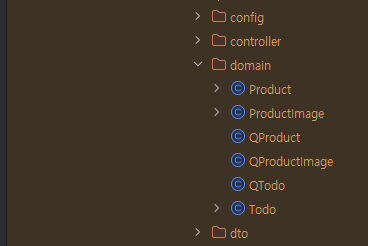 config
controller
domain
Product
ProductImage
QProduct
QProductImage
QTodo
Todo
dto